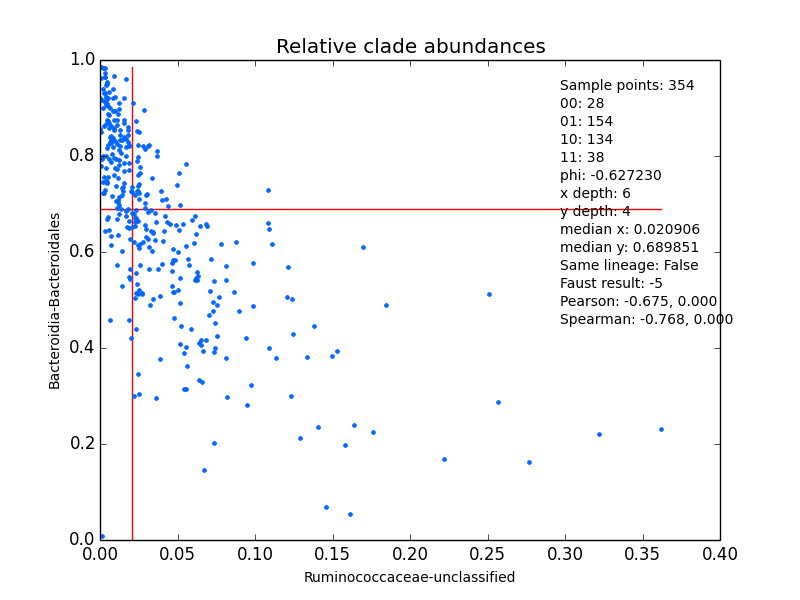 Relative clade abundances
Sample points: 354
00: 28
01: 154
10: 134
11: 38
phi: -0.627230
x depth: 6
y depth: 4
median x: 0.020906
median y: 0.689851
Same lineage: False
Faust result: -5
Pearson: -0.675, 0.000
Spearman: -0.768, 0.000
1.0
0.8
0.6
0.4
0.2
0.0
Bacteroidia-Bacteroidales
0.00 0.05 0.10 0.15 0.20 0.25 0.30 0.35 0.40
Ruminococcaceae-unclassified